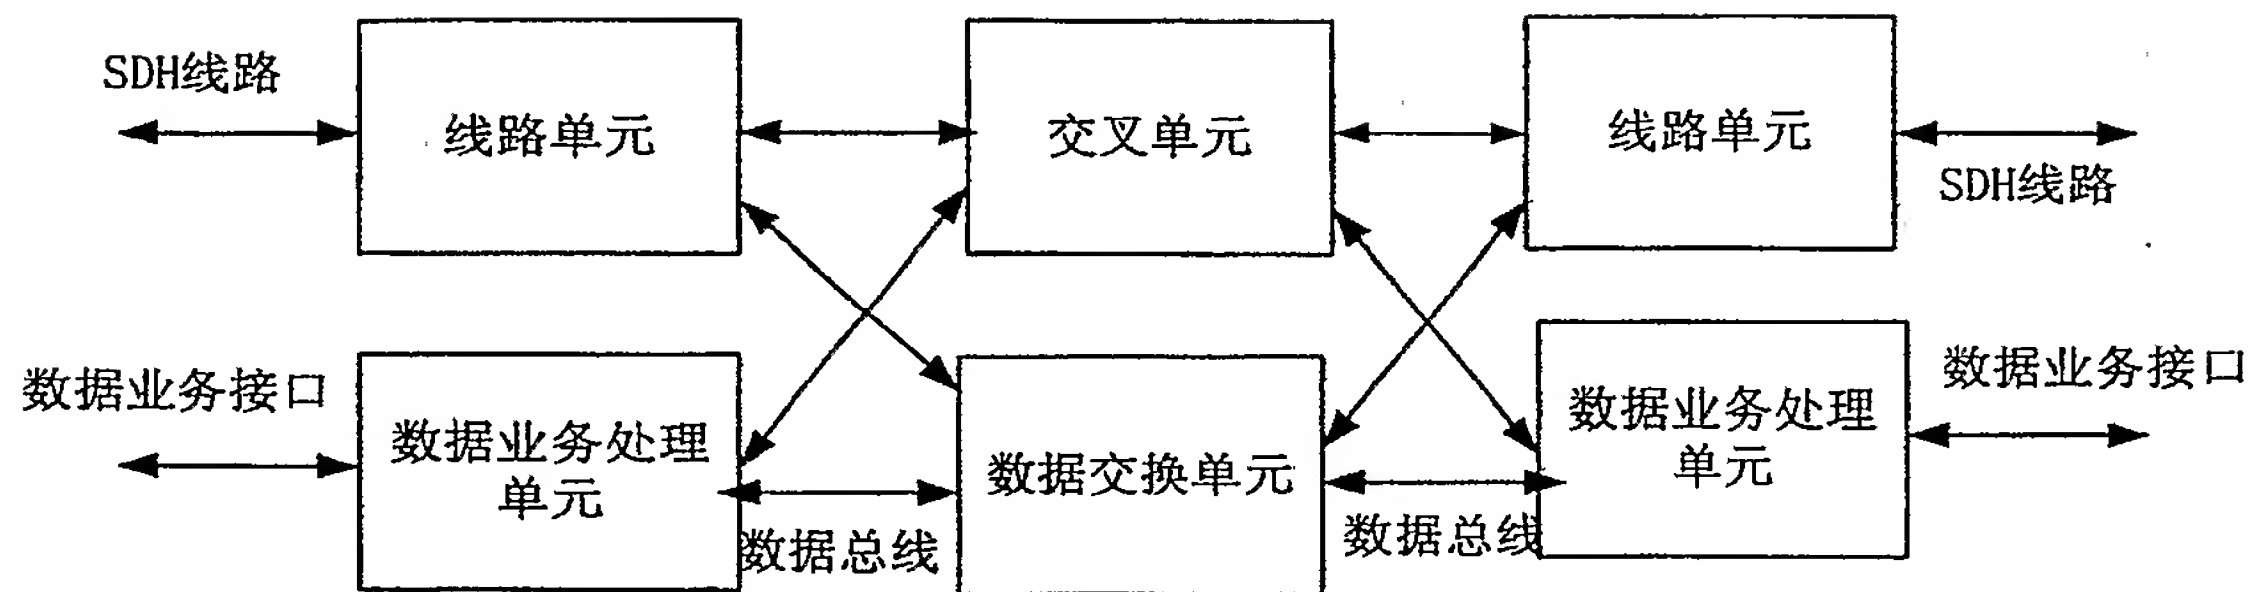 SDH线路
线路单元
交叉单元
线路单元
SDH线路
数据业务接口
数据业务处理
单元
数据总线
数据交换单元
数据总线
数据业务处理
单元
数据业务接口